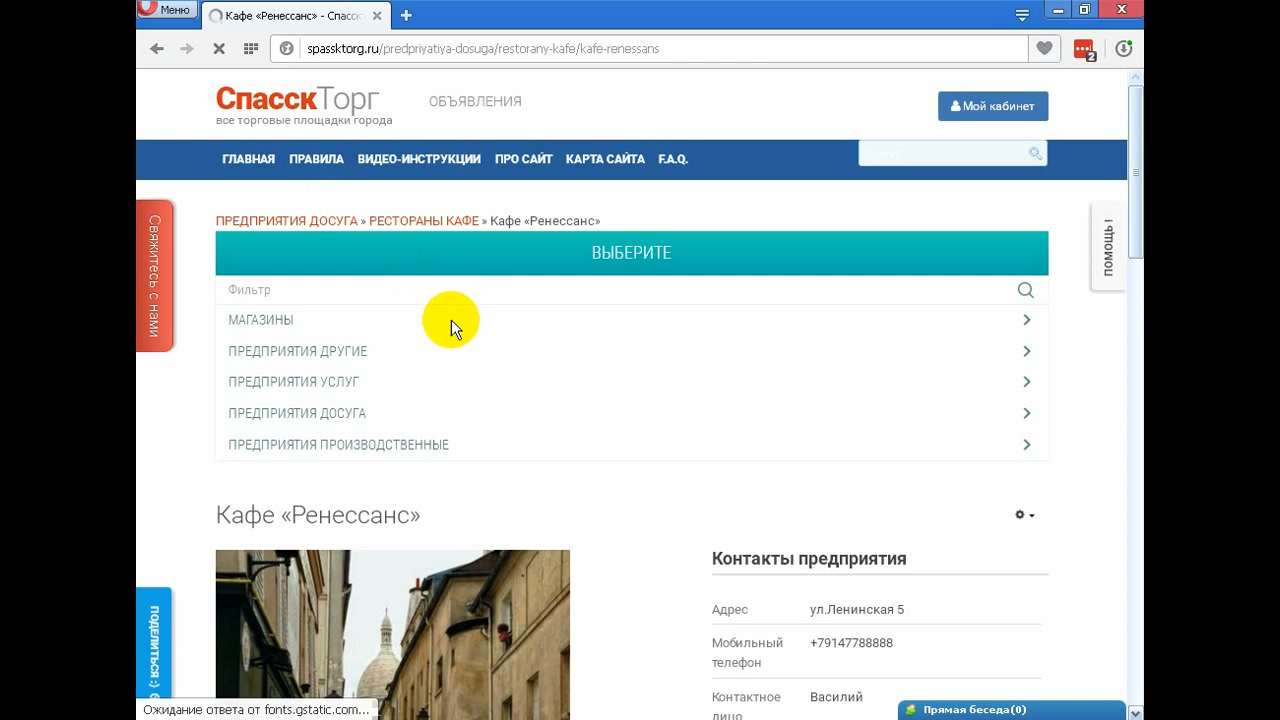 Меню
Кафе «Ренессанс» - Спасск
spassktorg.ru/predpriyatiya-dosuga/restorany-kafe/kafe-renessans
2
СпасскТорг
все торговые площадки города
ОБЪЯВЛЕНИЯ
Мой кабинет
ГЛАВНАЯ ПРАВИЛА ВИДЕО-ИНСТРУКЦИИ ПРО САЙТ КАРТА САЙТА F.A.Q.
Свяжитесь с нами
ПОМОЩЬ !
ПРЕДПРИЯТИЯ ДОСУГА » РЕСТОРАНЫ КАФЕ » Кафе «Ренессанс»
ВЫБЕРИТЕ
Фильтр
МАГАЗИНЫ
ПРЕДПРИЯТИЯ ДРУГИЕ
ПРЕДПРИЯТИЯ УСЛУГ
ПРЕДПРИЯТИЯ ДОСУГА
ПРЕДПРИЯТИЯ ПРОИЗВОДСТВЕННЫЕ
Кафе «Ренессанс»
Контакты предприятия
Адрес ул.Ленинская 5
Мобильный телефон +79147788888
Контактное лицо Василий
ПОДЕЛИТЬСЯ :)
Ожидание ответа от fonts.gstatic.com...
Прямая беседа(0)